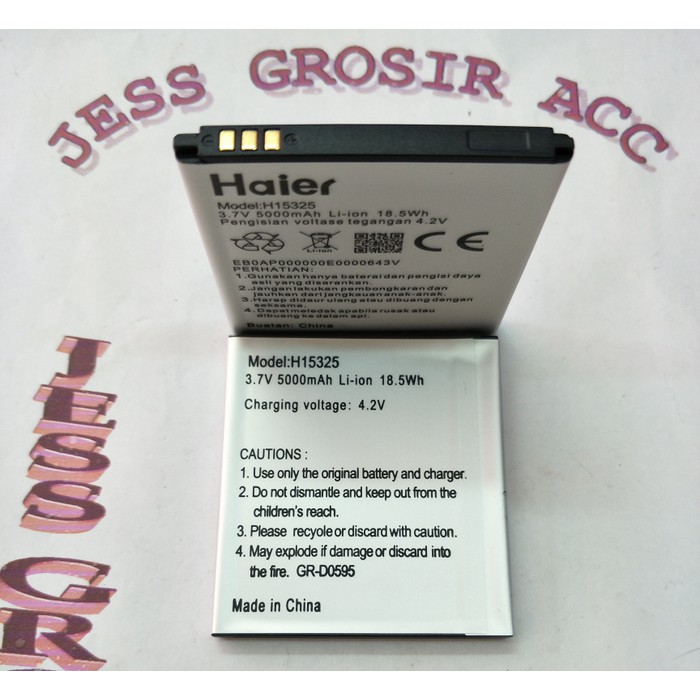 JESS GROSIR ACC
Haier
Model:H15325
3.7V 5000mAh Li-ion 18.5Wh
Pengisian voltase tegangan 4.2V
Li-ion
CE
EB0AP000000E0000643V
PERHATIAN:
1.Gunakan hanya baterai dan pengisi daya
asli yang disarankan.
2.Jangan lakukan pembongkaran dan
jauhkan dari jangkauan anak-anak.
3.Harap didaur ulang atau dibuang dengan
seksama.
4.Dapat meledak apabila rusak atau
dibuang ke dalam api.
Buatan: China
Model:H15325
3.7V 5000mAh Li-ion 18.5Wh
Charging voltage: 4.2V
CAUTIONS :
1. Use only the original battery and charger.
2. Do not dismantle and keep out from the
children's reach.
3. Please recycle or discard with caution.
4. May explode if damage or discard into
the fire. GR-D0595
Made in China
JESS GR